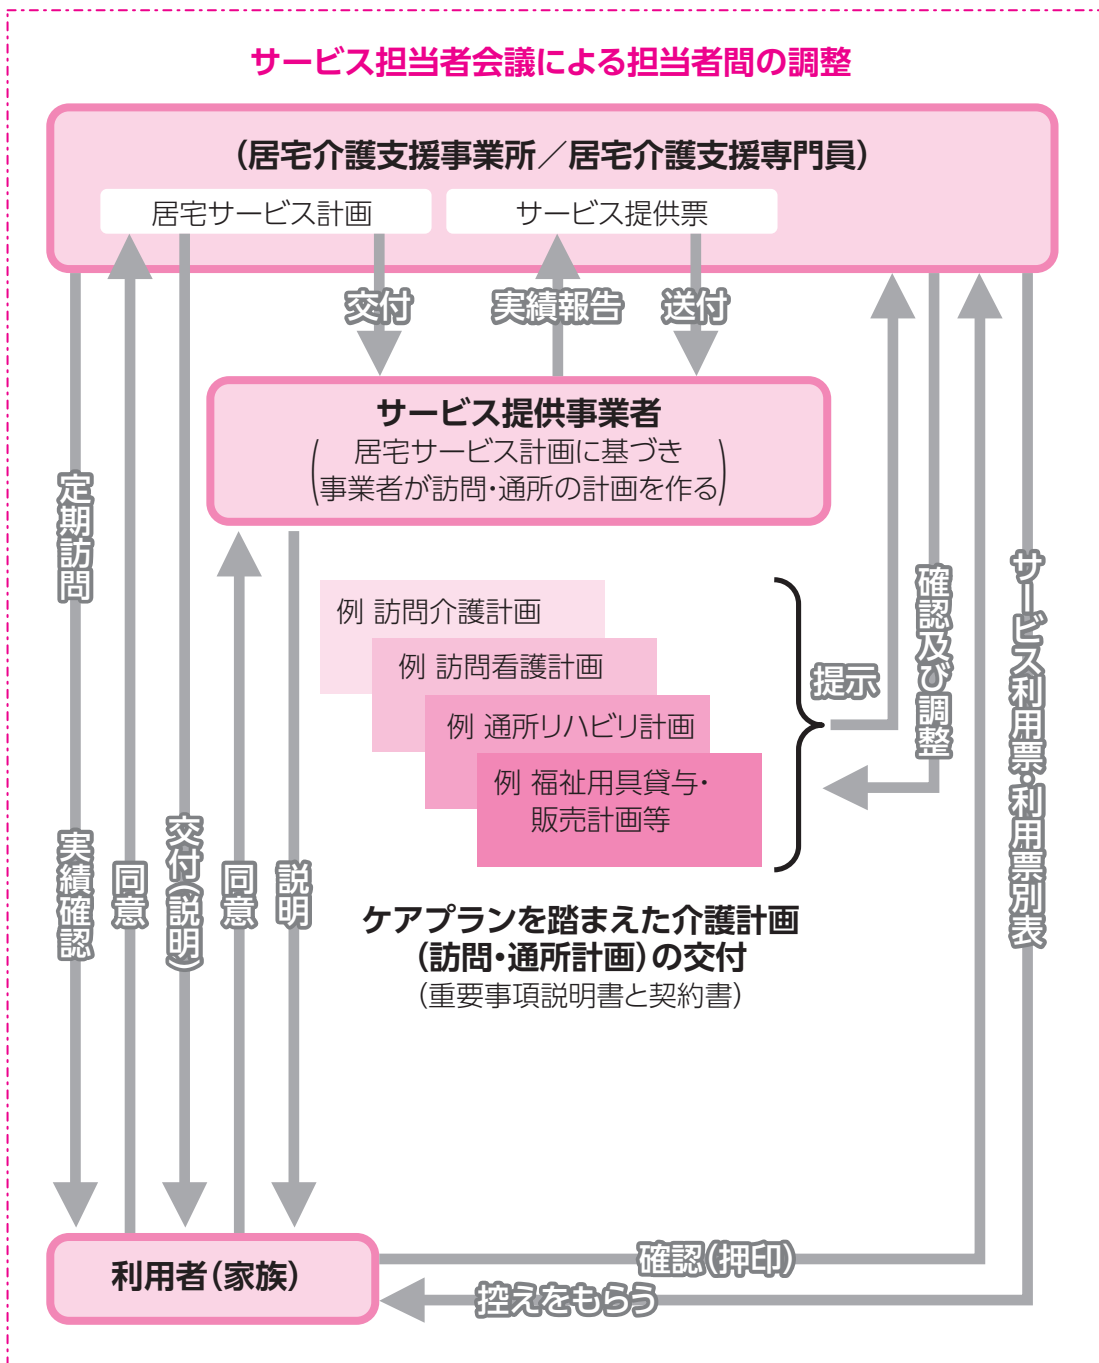 サービス担当者会議による担当者間の調整
(居宅介護支援事業所／居宅介護支援専門員)
居宅サービス計画
サービス提供票
交付
実績報告
送付
サービス提供事業者
居宅サービス計画に基づき
事業者が訪問・通所の計画を作る
定期訪問
実績確認
同意
交付(説明)
同意
説明
例 訪問介護計画
例 訪問看護計画
例 通所リハビリ計画
例 福祉用具貸与・
販売計画等
提示
確認及び調整
サービス利用票・利用票別表
ケアプランを踏まえた介護計画
(訪問・通所計画)の交付
(重要事項説明書と契約書)
利用者(家族)
確認(押印)
控えをもらう